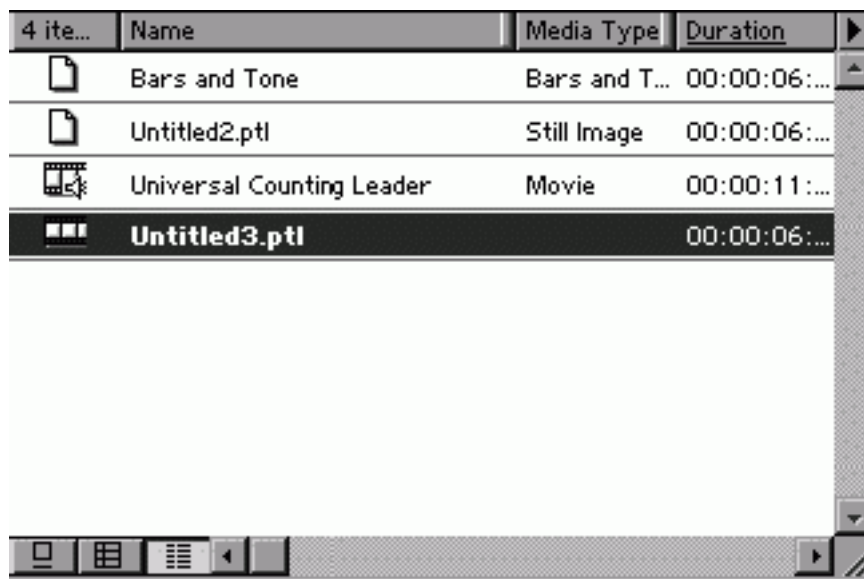 4 ite... Name Media Type Duration
Bars and Tone Bars and T... 00:00:06:...
Untitled2.ptl Still Image 00:00:06:...
Universal Counting Leader Movie 00:00:11:...
Untitled3.ptl 00:00:06:...